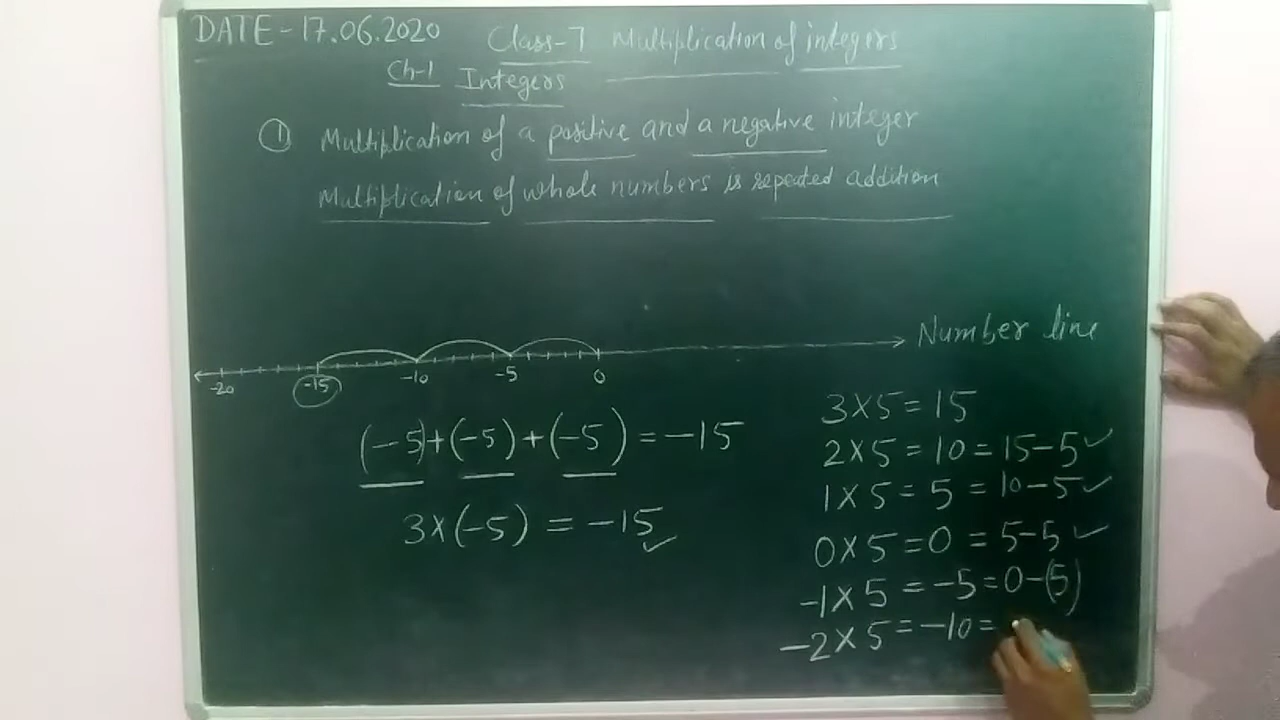 DATE - 17.06.2020
Class-7 Multiplication of integers
Ch-1 Integers
① Multiplication of a positive and a negative integer
Multiplication of whole numbers is repeated addition
Number line
-20 -15 -10 -5 0
(-5)+(-5)+(-5) = -15
3×(-5) = -15 ✓
3×5 = 15
2×5 = 10 = 15-5 ✓
1×5 = 5 = 10-5 ✓
0×5 = 0 = 5-5 ✓
-1×5 = -5 = 0-(5)
-2×5 = -10 =